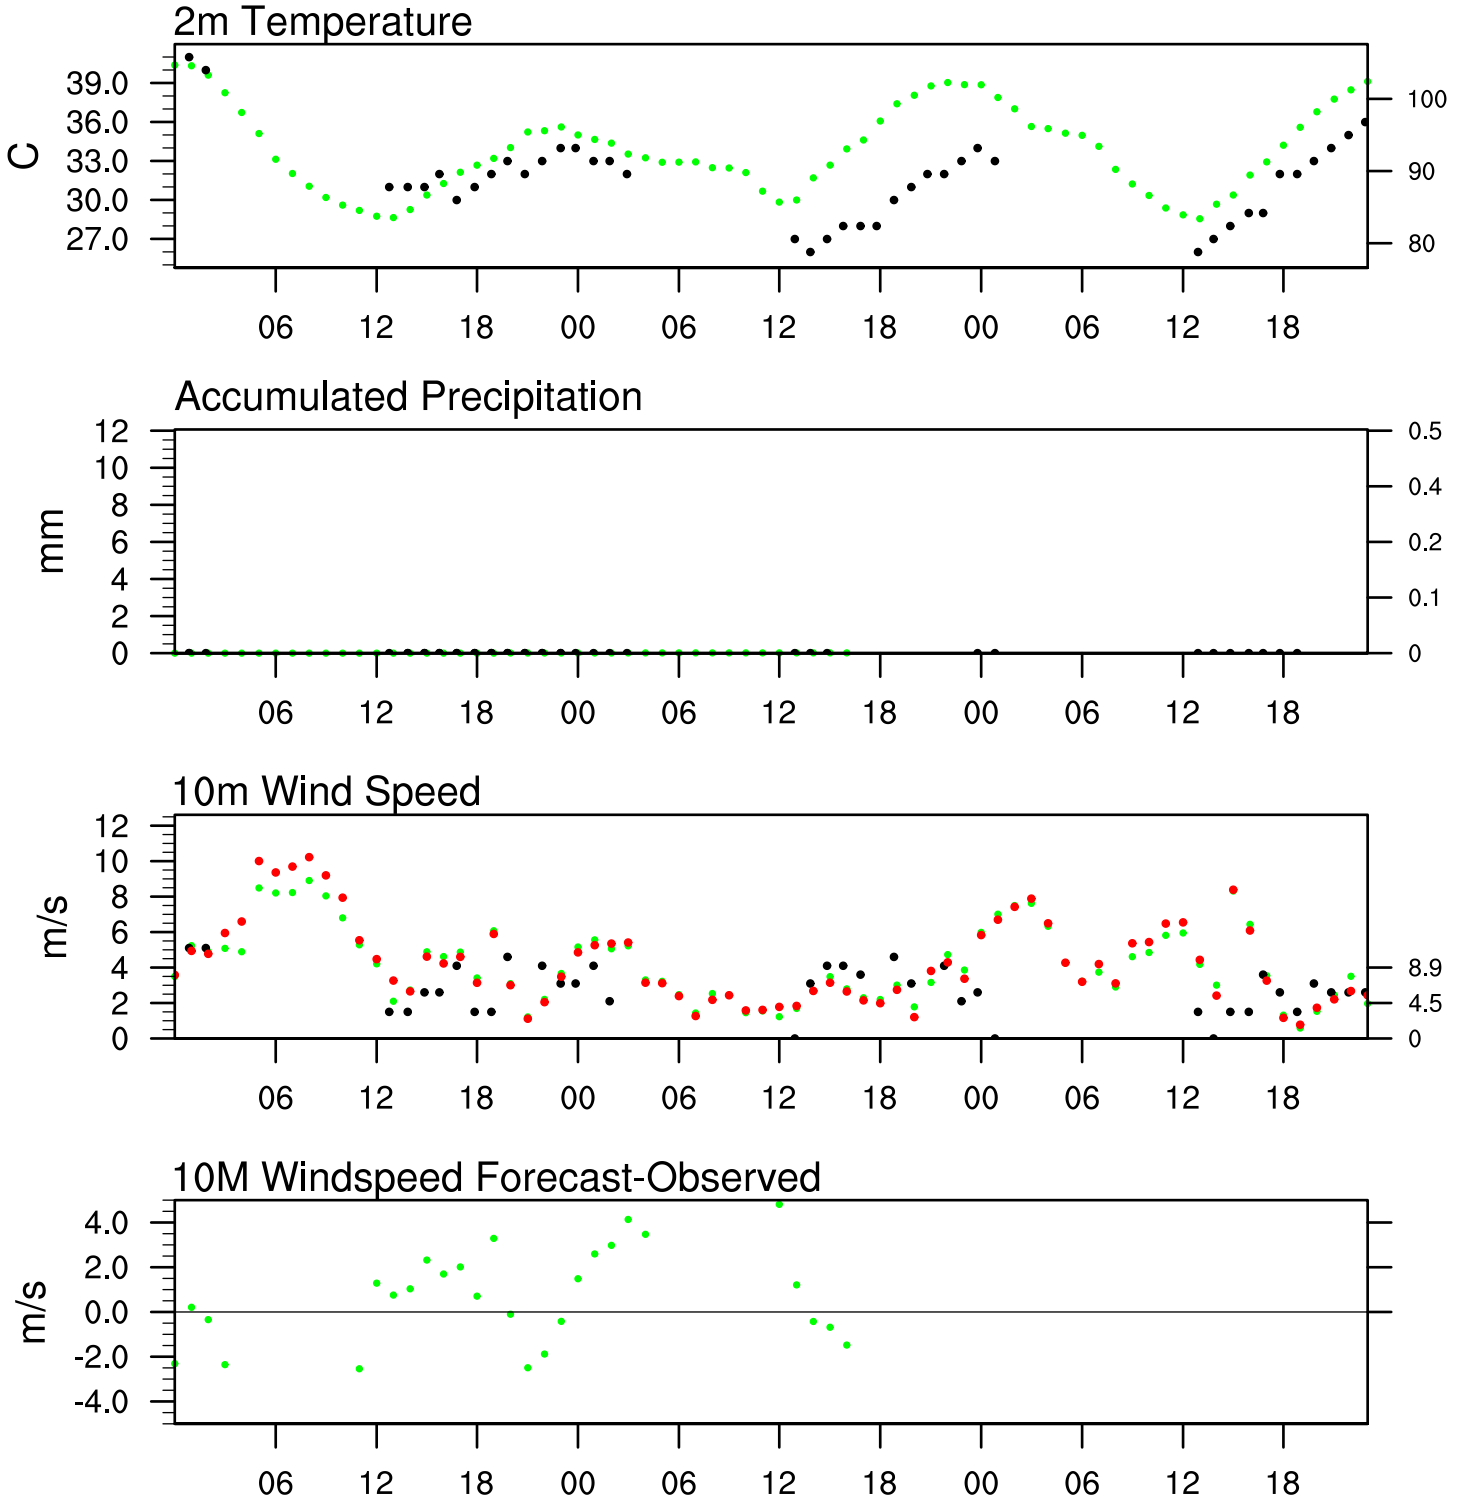 2m Temperature
39.0
36.0
33.0
30.0
27.0
C
100
90
80
06 12 18 00 06 12 18 00 06 12 18
Accumulated Precipitation
12
10
8
6
4
2
0
mm
0.5
0.4
0.2
0.1
0
06 12 18 00 06 12 18 00 06 12 18
10m Wind Speed
12
10
8
6
4
2
0
m/s
8.9
4.5
0
06 12 18 00 06 12 18 00 06 12 18
10M Windspeed Forecast-Observed
4.0
2.0
0.0
-2.0
-4.0
m/s
06 12 18 00 06 12 18 00 06 12 18